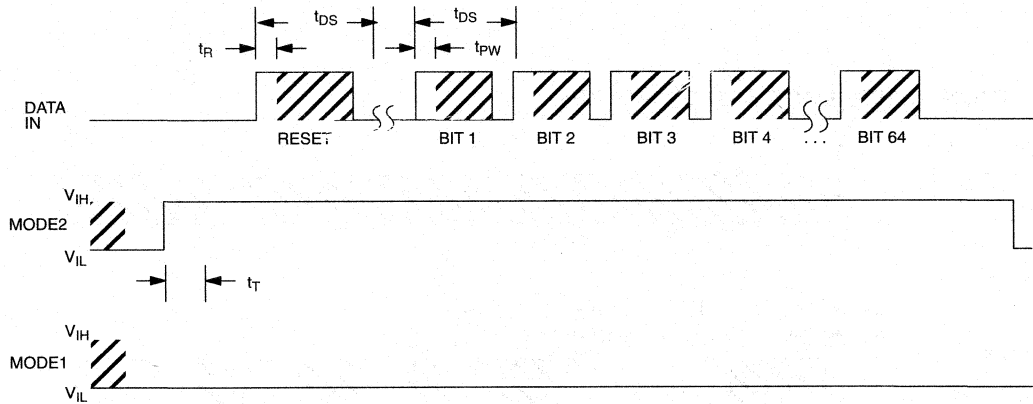 tDS
tDS
tR
tPW
DATA
IN
RESET
BIT 1
BIT 2
BIT 3
BIT 4
...
BIT 64
VIH
MODE2
VIL
tT
VIH
MODE1
VIL